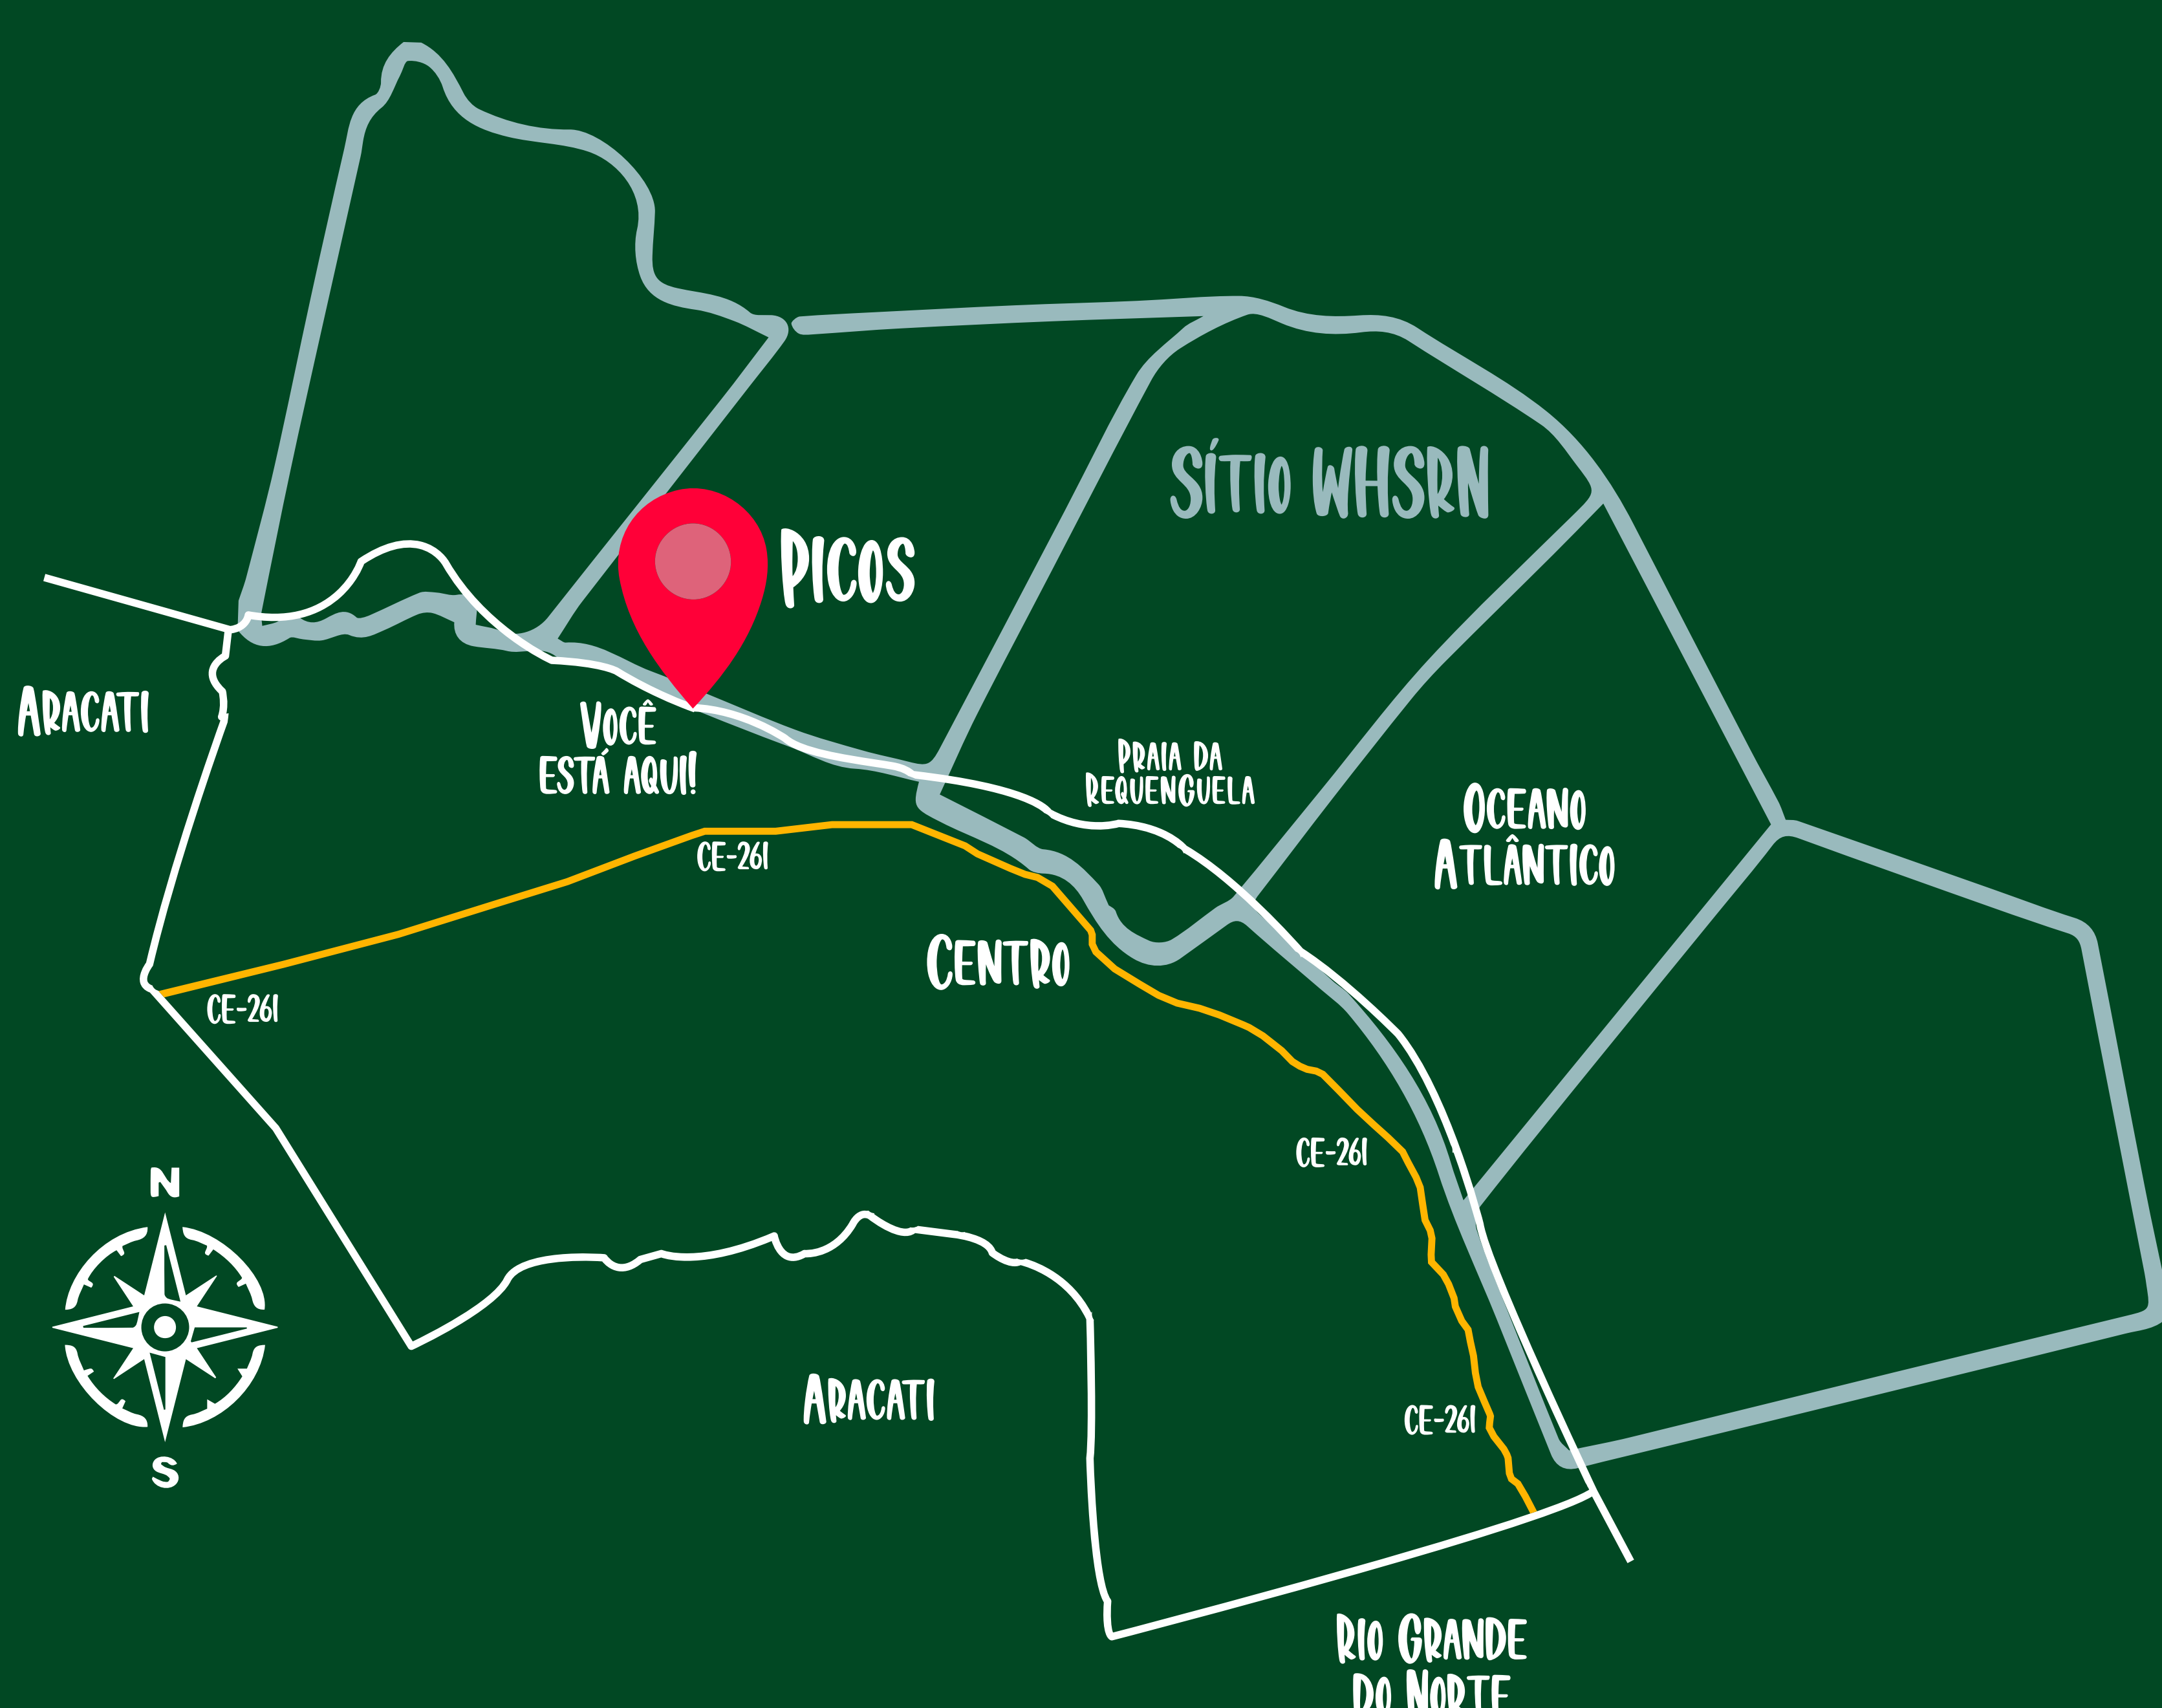 SÍTIO WHSRN
PICOS
ARACATI
VOCÊ
ESTÁ AQUI!
PRAIA DA
REQUENGUELA
OCEANO
ATLÂNTICO
CE-261
CENTRO
CE-261
CE-261
N
ARACATI
CE-261
S
RIO GRANDE
DO NORTE